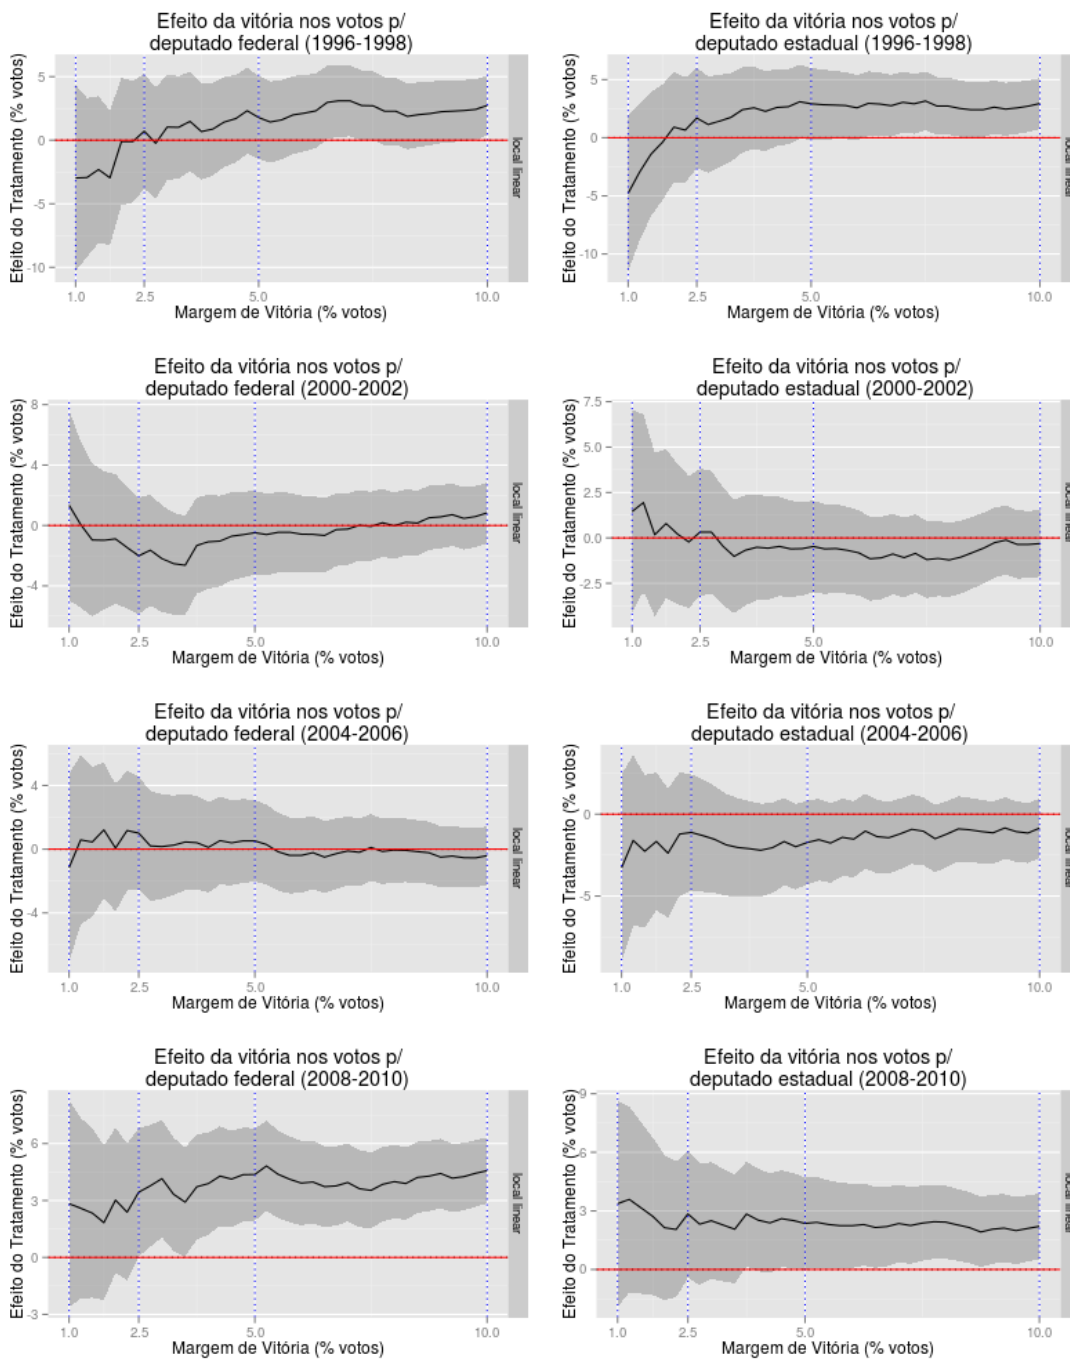 Efeito da vitória nos votos p/
deputado federal (1996-1998)
Efeito do Tratamento (% votos)
5
0
-5
-10
local linear
1.0 2.5 5.0 10.0
Margem de Vitória (% votos)
Efeito da vitória nos votos p/
deputado estadual (1996-1998)
Efeito do Tratamento (% votos)
5
0
-5
-10
local linear
1.0 5.0 10.0
Margem de Vitória (% votos)
Efeito da vitória nos votos p/
deputado federal (2000-2002)
Efeito do Tratamento (% votos)
8
4
0
-4
local linear
1.0 2.5 5.0 10.0
Margem de Vitória (% votos)
Efeito da vitória nos votos p/
deputado estadual (2000-2002)
Efeito do Tratamento (% votos)
7.5
5.0
2.5
0.0
-2.5
local linear
1.0 2.5 5.0 10.0
Margem de Vitória (% votos)
Efeito da vitória nos votos p/
deputado federal (2004-2006)
Efeito do Tratamento (% votos)
4
0
-4
local linear
1.0 2.5 5.0 10.0
Margem de Vitória (% votos)
Efeito da vitória nos votos p/
deputado estadual (2004-2006)
Efeito do Tratamento (% votos)
0
-5
local linear
1.0 2.5 5.0 10.0
Margem de Vitória (% votos)
Efeito da vitória nos votos p/
deputado federal (2008-2010)
Efeito do Tratamento (% votos)
6
3
0
-3
local linear
1.0 2.5 5.0 10.0
Margem de Vitória (% votos)
Efeito da vitória nos votos p/
deputado estadual (2008-2010)
Efeito do Tratamento (% votos)
9
6
3
0
local linear
1.0 2.5 5.0 10.0
Margem de Vitória (% votos)